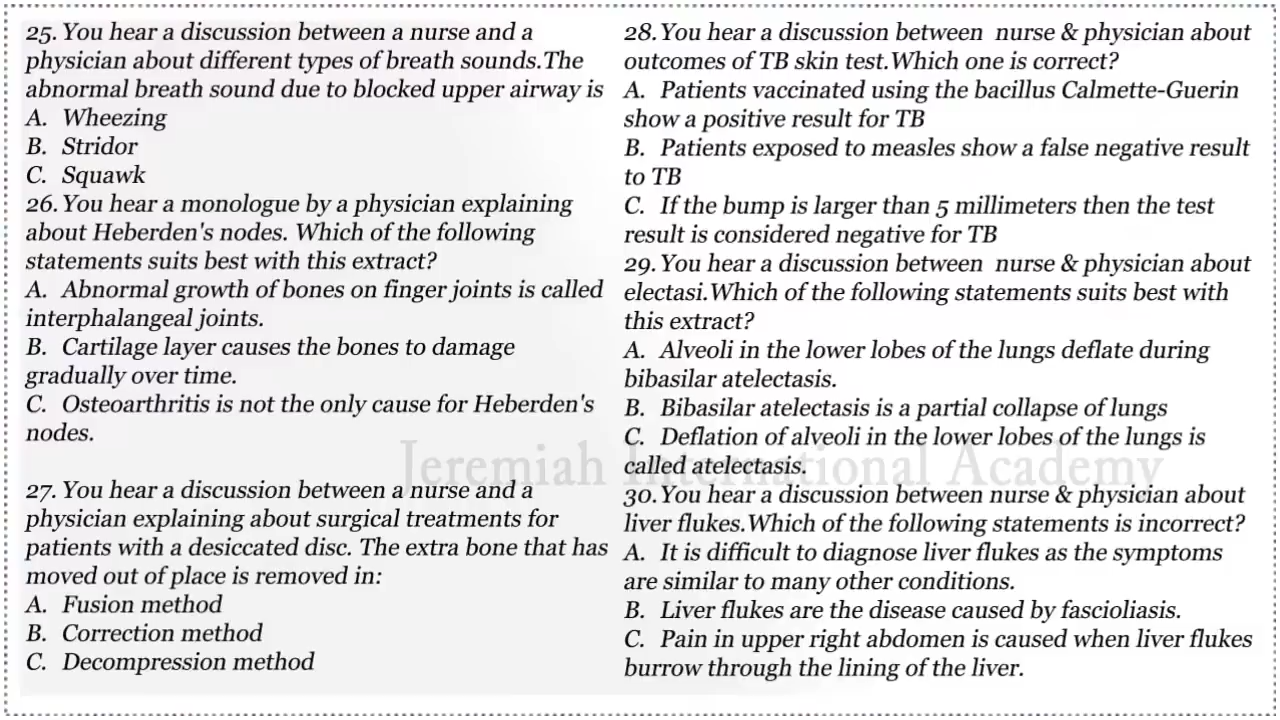 25. You hear a discussion between a nurse and a
physician about different types of breath sounds.The
abnormal breath sound due to blocked upper airway is
A. Wheezing
B. Stridor
C. Squawk
26. You hear a monologue by a physician explaining
about Heberden's nodes. Which of the following
statements suits best with this extract?
A. Abnormal growth of bones on finger joints is called
interphalangeal joints.
B. Cartilage layer causes the bones to damage
gradually over time.
C. Osteoarthritis is not the only cause for Heberden's
nodes.
27. You hear a discussion between a nurse and a
physician explaining about surgical treatments for
patients with a desiccated disc. The extra bone that has
moved out of place is removed in:
A. Fusion method
B. Correction method
C. Decompression method
28. You hear a discussion between nurse & physician about
outcomes of TB skin test.Which one is correct?
A. Patients vaccinated using the bacillus Calmette-Guerin
show a positive result for TB
B. Patients exposed to measles show a false negative result
to TB
C. If the bump is larger than 5 millimeters then the test
result is considered negative for TB
29. You hear a discussion between nurse & physician about
electasi.Which of the following statements suits best with
this extract?
A. Alveoli in the lower lobes of the lungs deflate during
bibasilar atelectasis.
B. Bibasilar atelectasis is a partial collapse of lungs
C. Deflation of alveoli in the lower lobes of the lungs is
called atelectasis.
30. You hear a discussion between nurse & physician about
liver flukes.Which of the following statements is incorrect?
A. It is difficult to diagnose liver flukes as the symptoms
are similar to many other conditions.
B. Liver flukes are the disease caused by fascioliasis.
C. Pain in upper right abdomen is caused when liver flukes
burrow through the lining of the liver.
Jeremiah International Academy